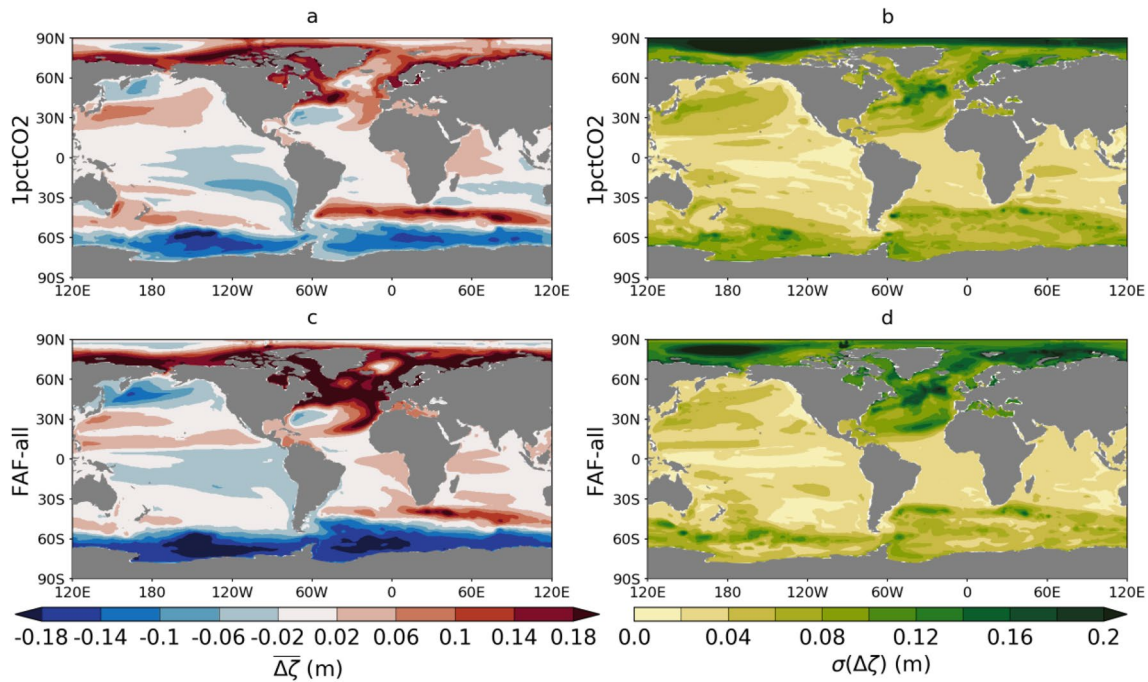 a
b
1pctCO2
90N
60N
30N
0
30S
60S
90S
120E
180
120W
60W
0
60E
120E
1pctCO2
90N
60N
30N
0
30S
60S
90S
120E
180
120W
60W
0
60E
120E
c
d
FAF-all
90N
60N
30N
0
30S
60S
90S
120E
180
120W
60W
0
60E
120E
FAF-all
90N
60N
30N
0
30S
60S
90S
120E
180
120W
60W
0
60E
120E
-0.18 -0.14 -0.1 -0.06 -0.02 0.02 0.06 0.1 0.14 0.18
Δζ̅ (m)
0.0 0.04 0.08 0.12 0.16 0.2
σ(Δζ) (m)